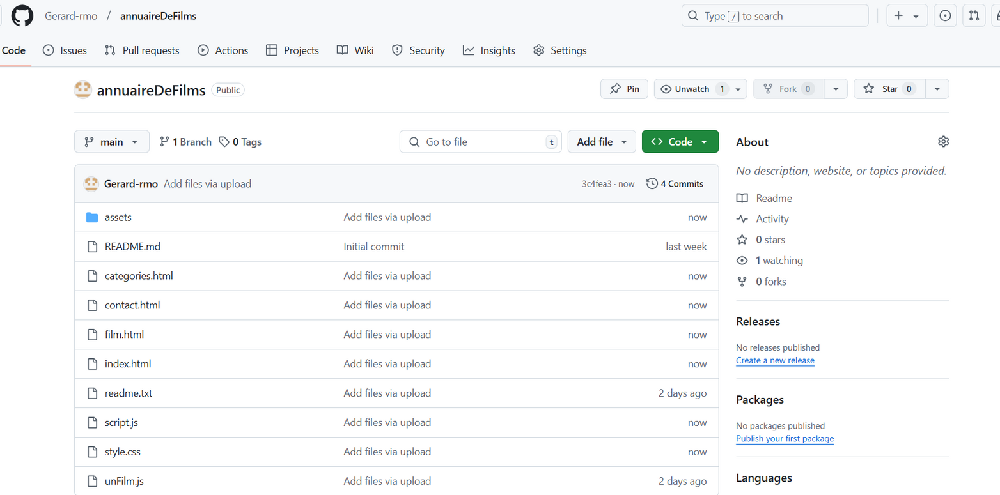 Gerard-rmo / annuaireDeFilms Type / to search
Code Issues Pull requests Actions Projects Wiki Security Insights Settings
annuaireDeFilms Public Pin Unwatch 1 Fork 0 Star 0
main 1 Branch 0 Tags Go to file t Add file Code
Gerard-rmo Add files via upload 3c4fea3 · now 4 Commits
assets Add files via upload now
README.md Initial commit last week
categories.html Add files via upload now
contact.html Add files via upload now
film.html Add files via upload now
index.html Add files via upload now
readme.txt Add files via upload 2 days ago
script.js Add files via upload now
style.css Add files via upload now
unFilm.js Add files via upload 2 days ago
About
No description, website, or topics provided.
Readme
Activity
0 stars
1 watching
0 forks
Releases
No releases published
Create a new release
Packages
No packages published
Publish your first package
Languages